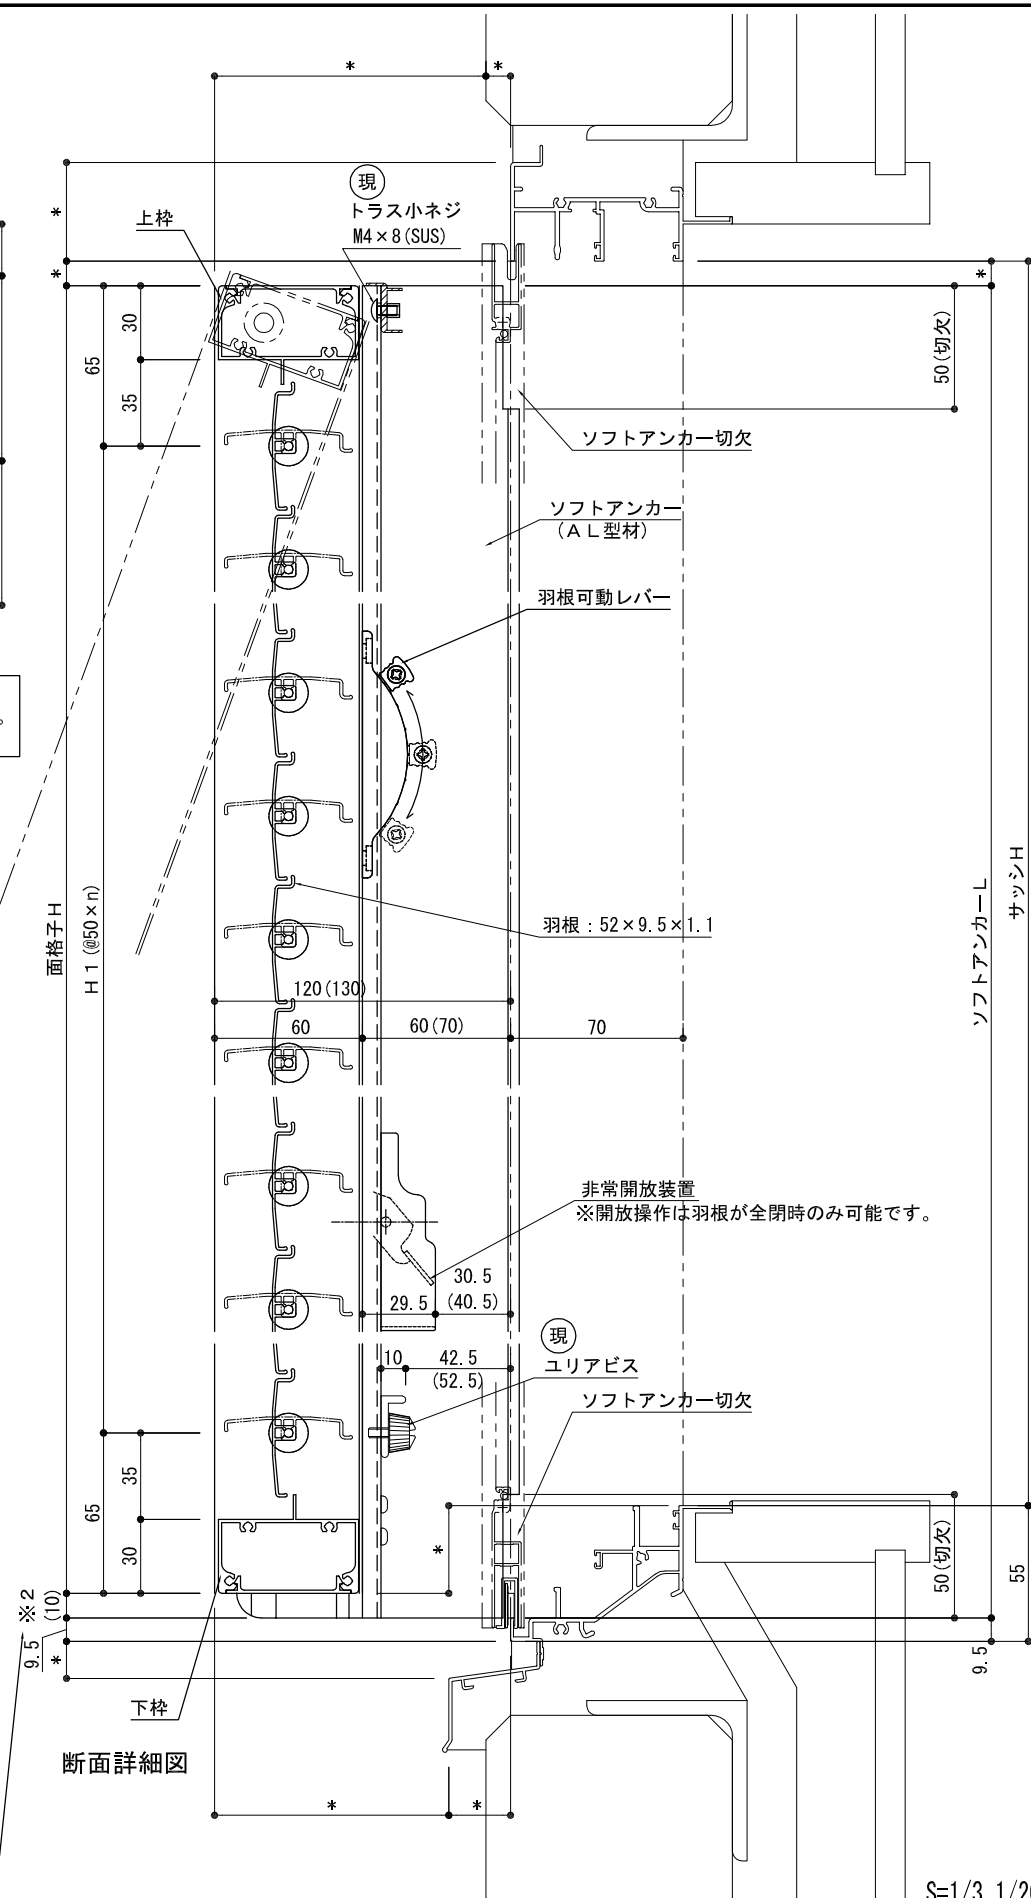 *
*
現
トラス小ネジ
M4×8(SUS)
上枠
*
*
*
30
65
35
50(切欠)
ソフトアンカー切欠
ソフトアンカー
(AL型材)
羽根可動レバー
。
面格子H
H1(@50×n)
羽根:52×9.5×1.1
ソフトアンカーL
サッシH
120(130)
60
60(70)
70
非常開放装置
※開放操作は羽根が全閉時のみ可能です。
30.5
29.5
(40.5)
現
10
42.5
(52.5)
ユリアビス
ソフトアンカー切欠
35
65
30
*
50(切欠)
55
※2
(10)
9.5
*
9.5
下枠
断面詳細図
*
*